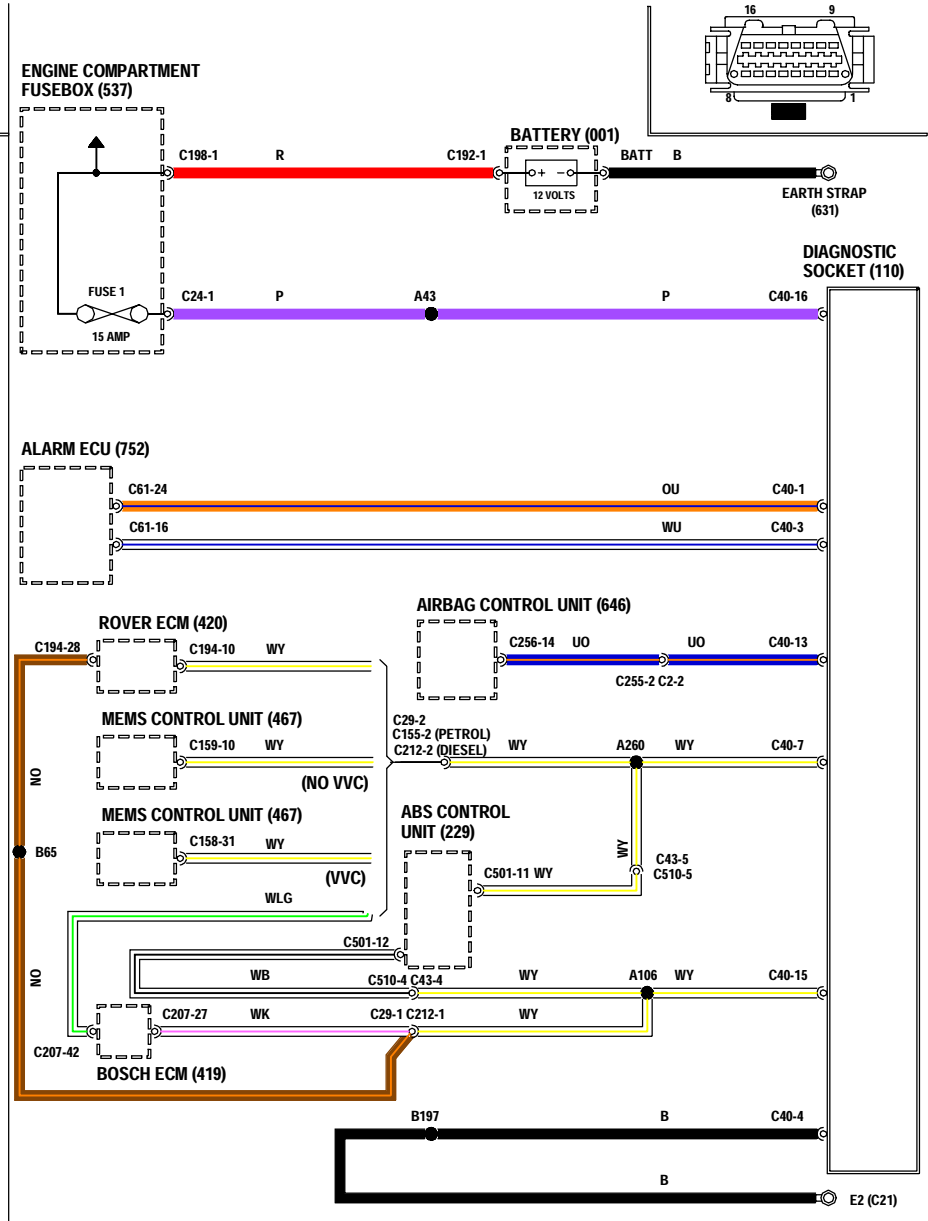 16 9
8 1
ENGINE COMPARTMENT
FUSEBOX (537)
BATTERY (001)
C198-1 R C192-1 BATT B
+ −
12 VOLTS
EARTH STRAP
(631)
DIAGNOSTIC
SOCKET (110)
FUSE 1
15 AMP
C24-1 P A43 P C40-16
ALARM ECU (752)
C61-24 OU C40-1
C61-16 WU C40-3
AIRBAG CONTROL UNIT (646)
ROVER ECM (420)
C194-28 C194-10 WY
C256-14 UO UO C40-13
C255-2 C2-2
MEMS CONTROL UNIT (467)
C159-10 WY
(NO VVC)
C29-2
C155-2 (PETROL)
C212-2 (DIESEL)
WY A260 WY C40-7
NO
MEMS CONTROL UNIT (467)
C158-31 WY
(VVC)
ABS CONTROL
UNIT (229)
B65
WY
C43-5
C510-5
C501-11 WY
WLG
C501-12
NO
WB C510-4 C43-4 WY A106 WY C40-15
C207-27 WK C29-1 C212-1 WY
C207-42
BOSCH ECM (419)
B197 B C40-4
B
E2 (C21)